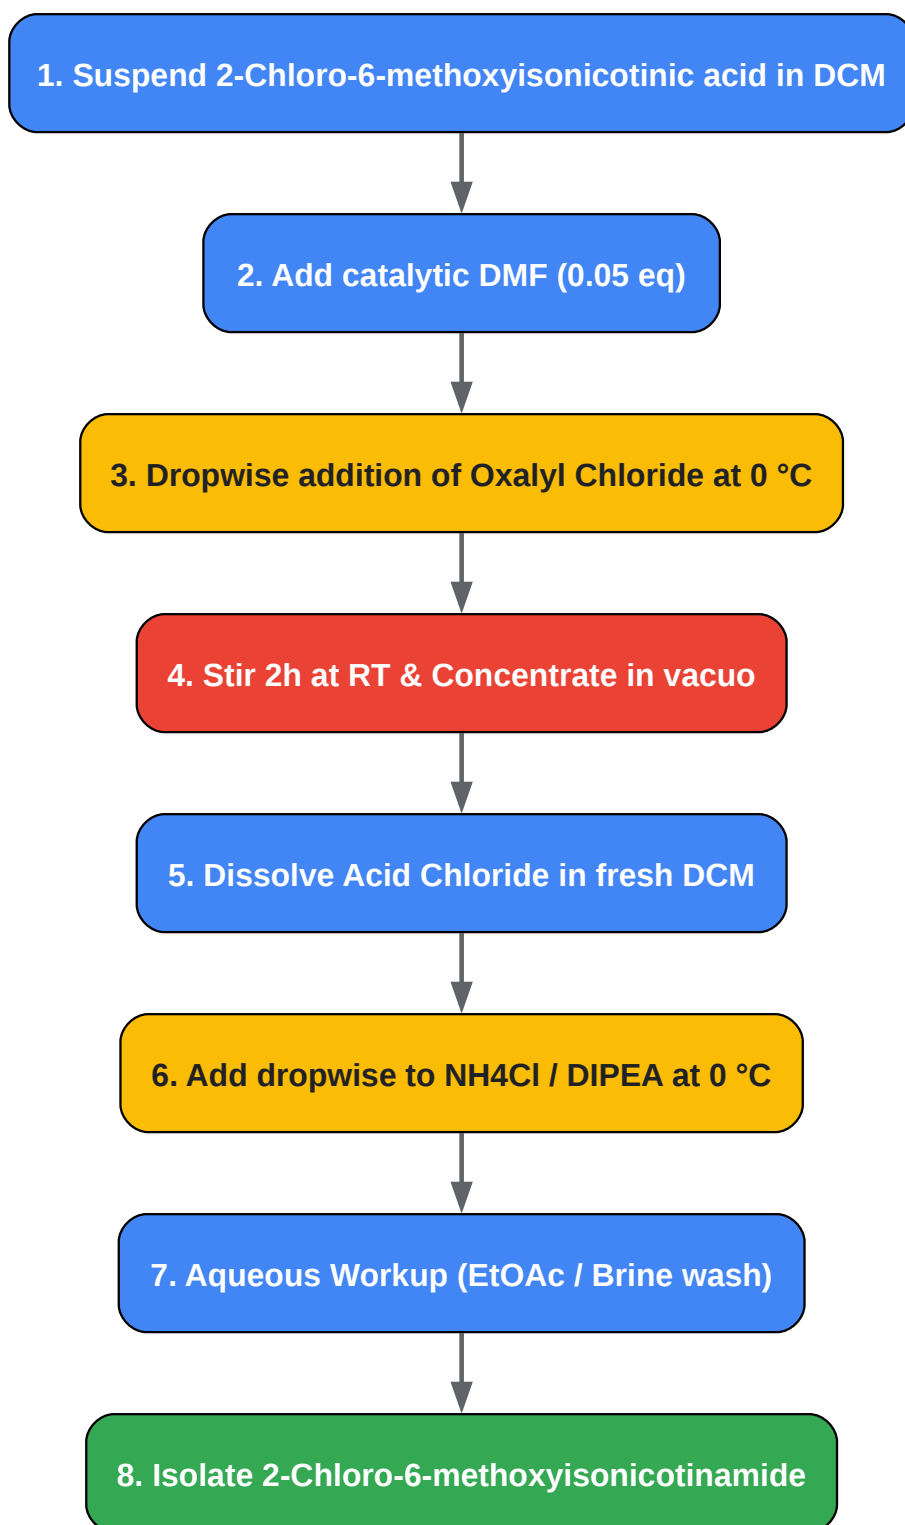 1. Suspend 2-Chloro-6-methoxyisonicotinic acid in DCM
2. Add catalytic DMF (0.05 eq)
3. Dropwise addition of Oxalyl Chloride at 0 °C
4. Stir 2h at RT & Concentrate in vacuo
5. Dissolve Acid Chloride in fresh DCM
6. Add dropwise to NH4Cl / DIPEA at 0 °C
7. Aqueous Workup (EtOAc / Brine wash)
8. Isolate 2-Chloro-6-methoxyisonicotinamide